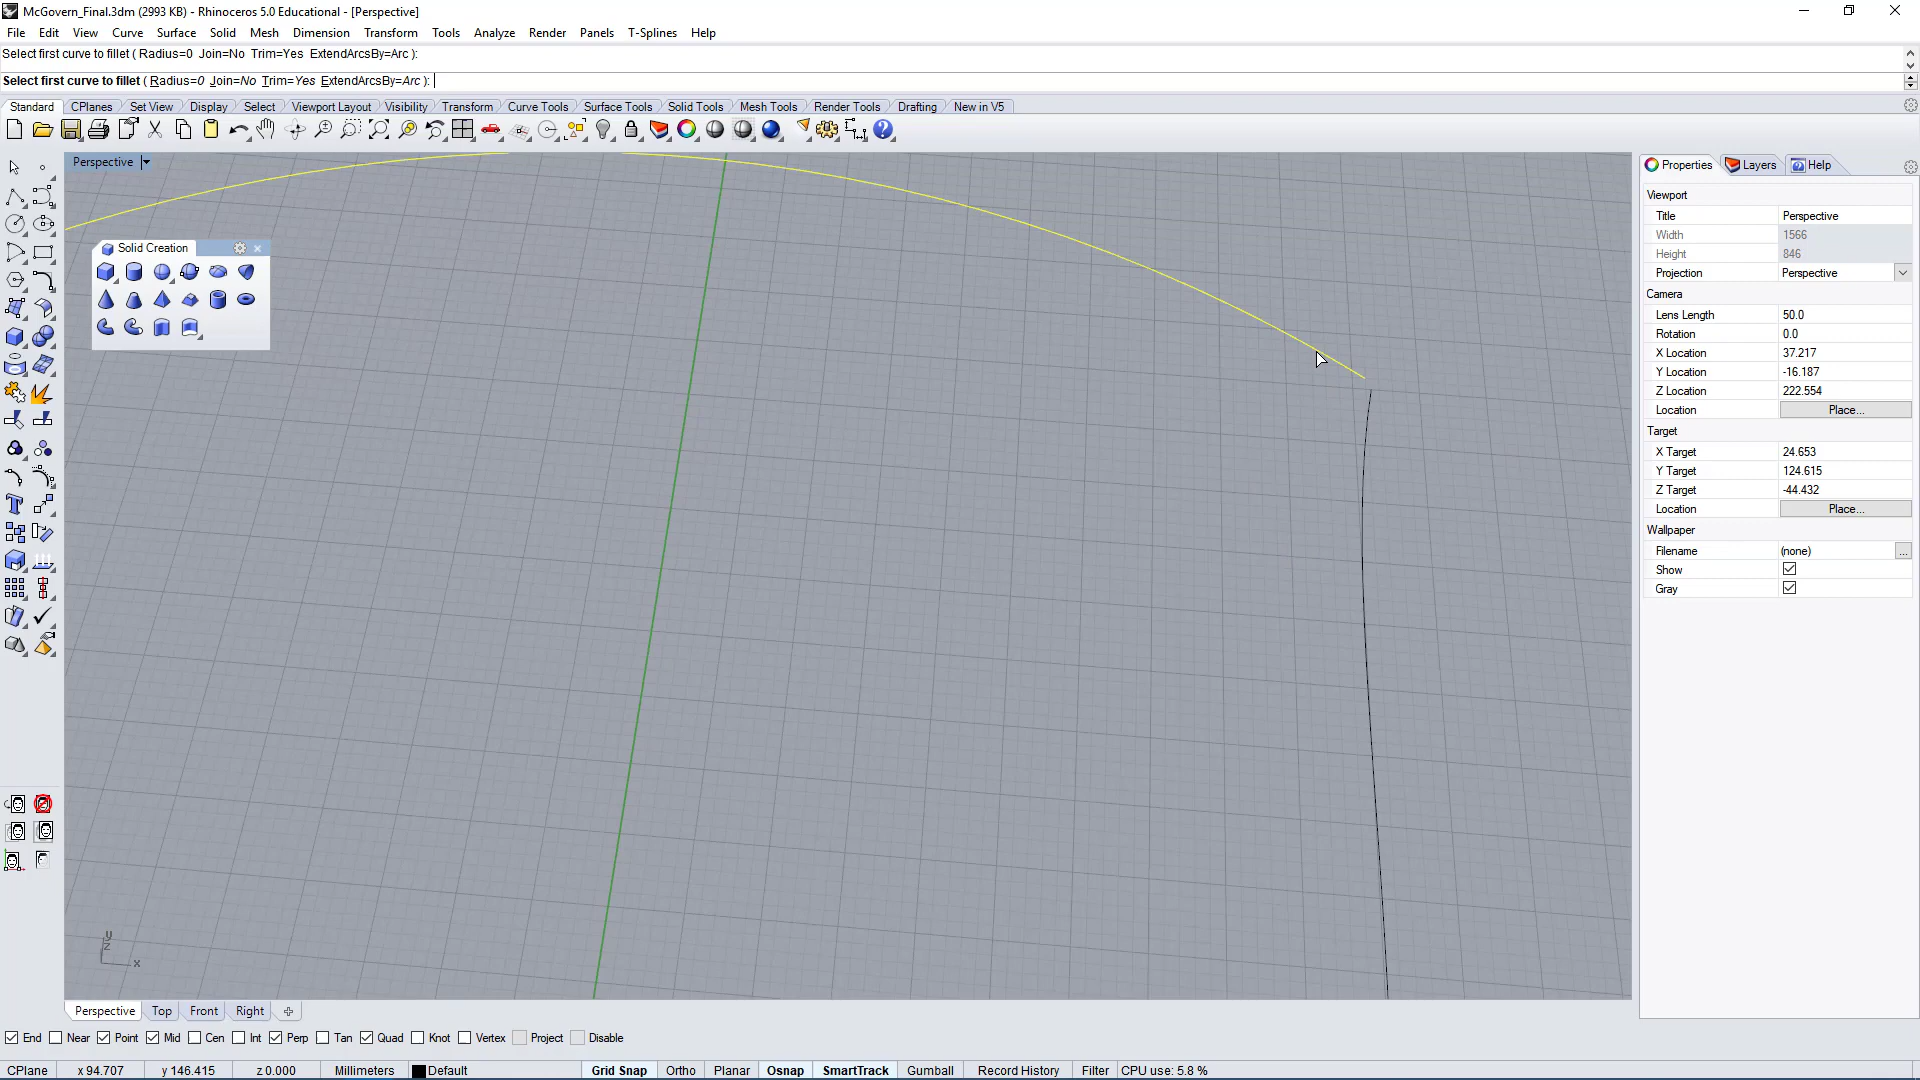 McGovern_Final.3dm (2993 KB) - Rhinoceros 5.0 Educational - [Perspective]
File Edit View Curve Surface Solid Mesh Dimension Transform Tools Analyze Render Panels T-Splines Help
Select first curve to fillet ( Radius=0 Join=No Trim=Yes ExtendArcsBy=Arc ):
Select first curve to fillet ( Radius=0 Join=No Trim=Yes ExtendArcsBy=Arc ):
Standard CPlanes Set View Display Select Viewport Layout Visibility Transform Curve Tools Surface Tools Solid Tools Mesh Tools Render Tools Drafting New in V5
Perspective
Solid Creation
Properties Layers Help
Viewport
Title Perspective
Width 1566
Height 846
Projection Perspective
Camera
Lens Length 50.0
Rotation 0.0
X Location 37.217
Y Location -16.187
Z Location 222.554
Location Place...
Target
X Target 24.653
Y Target 124.615
Z Target -44.432
Location Place...
Wallpaper
Filename (none) ...
Show
Gray
y
z
x
Perspective Top Front Right
End Near Point Mid Cen Int Perp Tan Quad Knot Vertex Project Disable
CPlane x 94.707 y 146.415 z 0.000 Millimeters Default Grid Snap Ortho Planar Osnap SmartTrack Gumball Record History Filter CPU use: 5.8 %